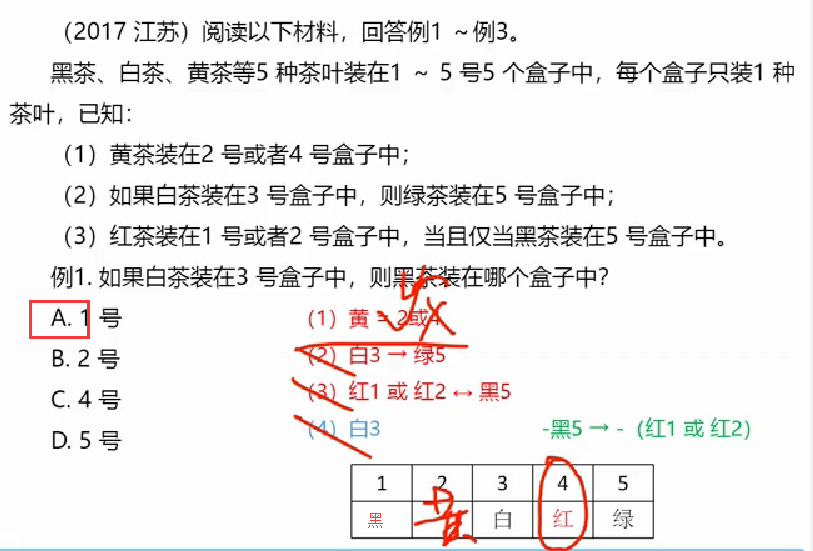 （2017 江苏）阅读以下材料，回答例1 ～例3。
黑茶、白茶、黄茶等5 种茶叶装在1 ～ 5 号5 个盒子中，每个盒子只装1 种
茶叶，已知：
（1）黄茶装在2 号或者4 号盒子中；
（2）如果白茶装在3 号盒子中，则绿茶装在5 号盒子中；
（3）红茶装在1 号或者2 号盒子中，当且仅当黑茶装在5 号盒子中。
例1. 如果白茶装在3 号盒子中，则黑茶装在哪个盒子中？
A. 1 号
（1）黄 = 2或4
B. 2 号
（2）白3 → 绿5
C. 4 号
（3）红1 或 红2 ↔ 黑5
D. 5 号
（4）白3
-黑5 → -（红1 或 红2）
1 2 3 4 5
黑 黄 白 红 绿